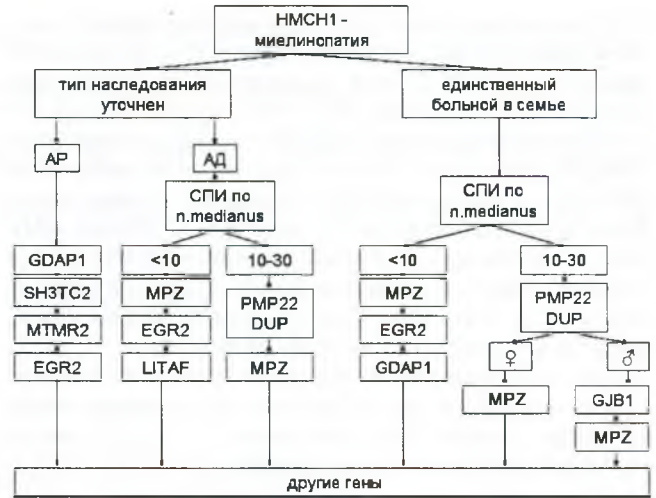 НМСН1 -
миелинопатия
тип наследования
уточнен
единственный
больной в семье
АР
АД
СПИ по
n.medianus
СПИ по
n.medianus
GDAP1
<10
10-30
<10
10-30
SH3TC2
MPZ
PMP22
DUP
MPZ
PMP22
DUP
MTMR2
EGR2
EGR2
EGR2
LITAF
MPZ
GDAP1
♀
♂
MPZ
GJB1
MPZ
другие гены